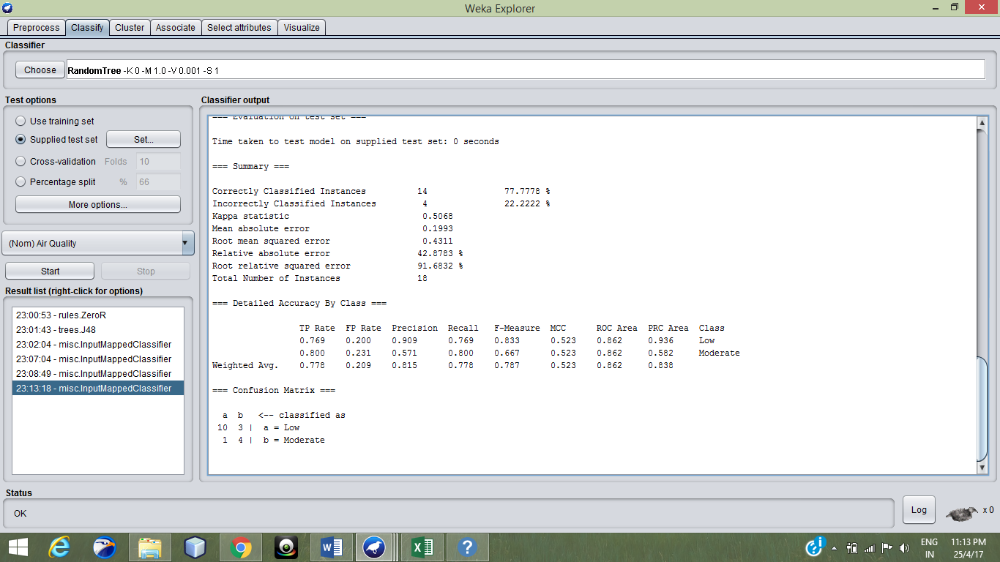 Weka Explorer
Preprocess Classify Cluster Associate Select attributes Visualize
Classifier
Choose RandomTree -K 0 -M 1.0 -V 0.001 -S 1
Test options
Use training set
Supplied test set Set...
Cross-validation Folds 10
Percentage split % 66
More options...
(Nom) Air Quality
Start Stop
Result list (right-click for options)
23:00:53 - rules.ZeroR
23:01:43 - trees.J48
23:02:04 - misc.InputMappedClassifier
23:07:04 - misc.InputMappedClassifier
23:08:49 - misc.InputMappedClassifier
23:13:18 - misc.InputMappedClassifier
Classifier output
=== Evaluation on test set ===
Time taken to test model on supplied test set: 0 seconds
=== Summary ===
Correctly Classified Instances 14 77.7778 %
Incorrectly Classified Instances 4 22.2222 %
Kappa statistic 0.5068
Mean absolute error 0.1993
Root mean squared error 0.4311
Relative absolute error 42.8783 %
Root relative squared error 91.6832 %
Total Number of Instances 18
=== Detailed Accuracy By Class ===
TP Rate FP Rate Precision Recall F-Measure MCC ROC Area PRC Area Class
0.769 0.200 0.909 0.769 0.833 0.523 0.862 0.936 Low
0.800 0.231 0.571 0.800 0.667 0.523 0.862 0.582 Moderate
Weighted Avg. 0.778 0.209 0.815 0.778 0.787 0.523 0.862 0.838
=== Confusion Matrix ===
a b <-- classified as
10 3 | a = Low
1 4 | b = Moderate
Status
OK
Log x 0
ENG 11:13 PM
IN 25/4/17